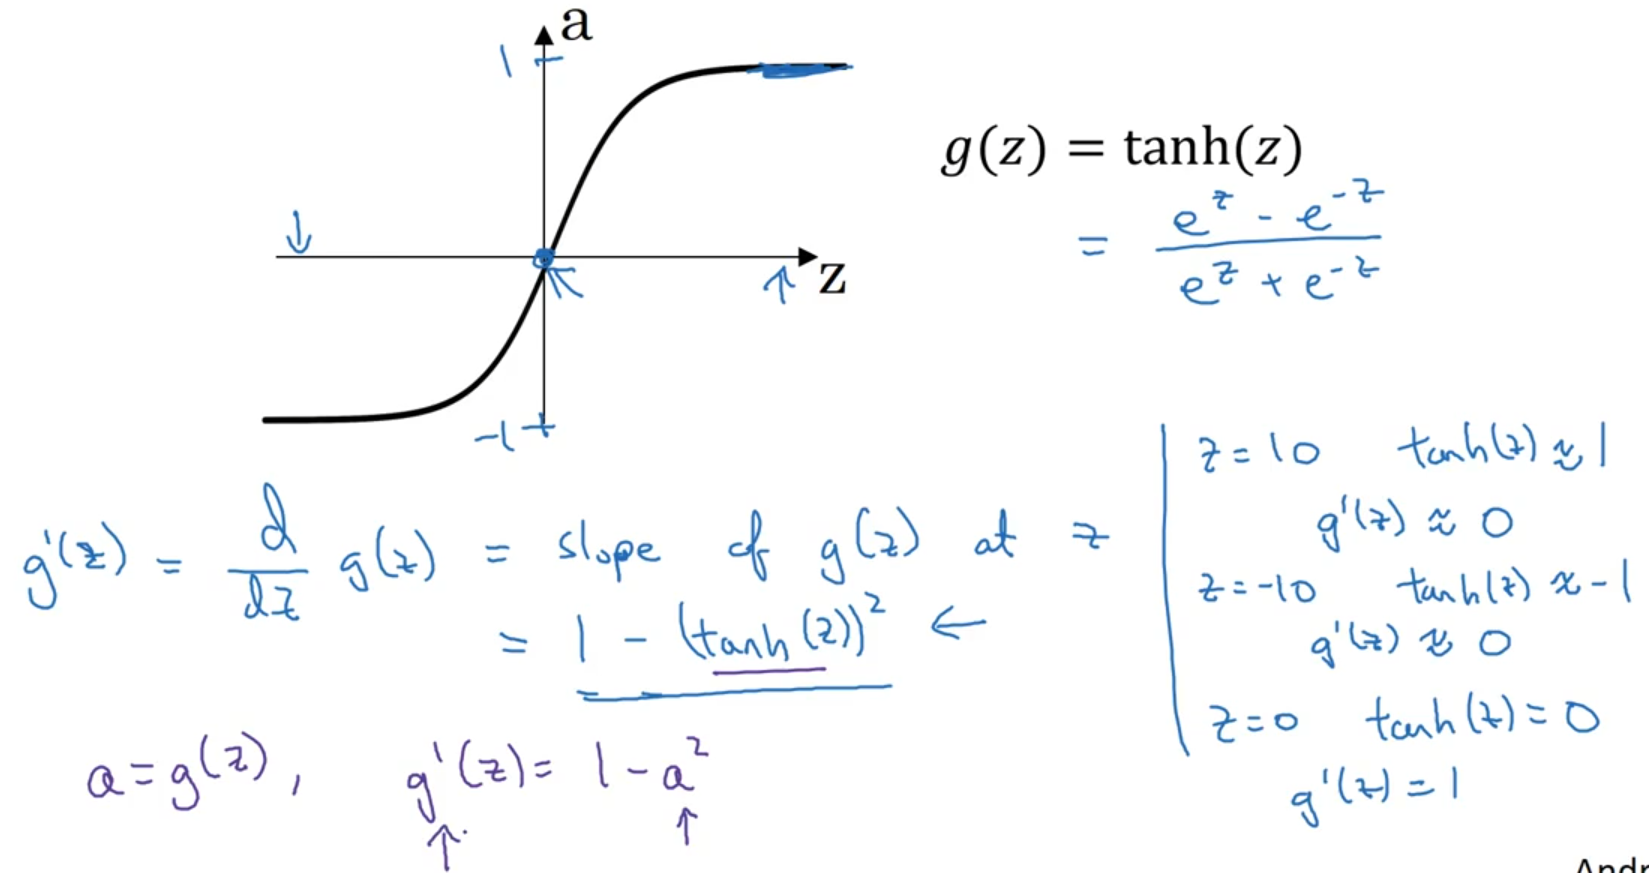 a
1
g(z) = tanh(z)
= (e^z - e^-z) / (e^z + e^-z)
z
-1
g'(z) = d/dz g(z) = slope of g(z) at z
= 1 - (tanh(z))^2 ←
z = 10 tanh(z) ≈ 1
g'(z) ≈ 0
z = -10 tanh(z) ≈ -1
g'(z) ≈ 0
z = 0 tanh(z) = 0
g'(z) = 1
a = g(z), g'(z) = 1 - a^2